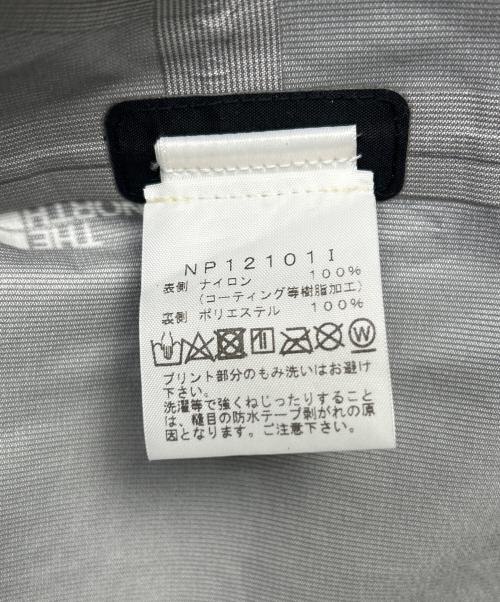 THE
NORTH
NP12101I
表側 ナイロン 100%
(コーティング等樹脂加工)
裏側 ポリエステル 100%
W
プリント部分のもみ洗いはお避け
下さい。
洗濯等で強くねじったりすること
は、縫目の防水テープ剥がれの原
因となります。ご注意下さい。